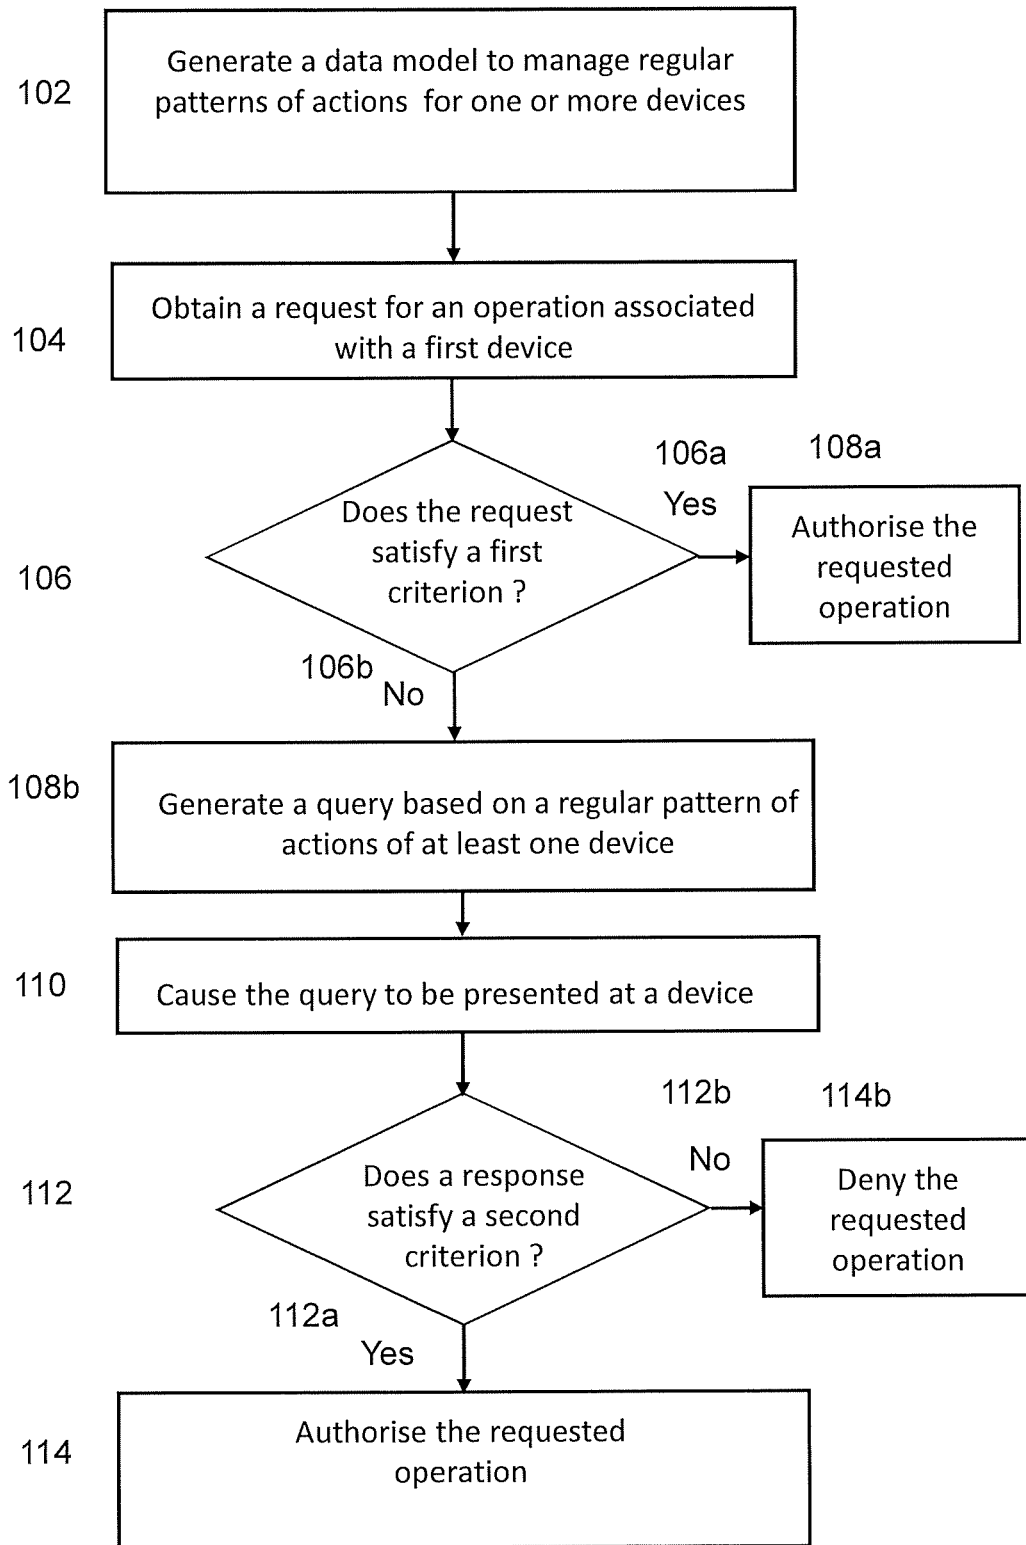 Generate a data model to manage regular
patterns of actions for one or more devices
102
Obtain a request for an operation associated
with a first device
104
106a
108a
Yes
Does the request
satisfy a first
criterion ?
Authorise the
requested
operation
106
106b
No
108b
Generate a query based on a regular pattern of
actions of at least one device
110
Cause the query to be presented at a device
112b
114b
No
Does a response
satisfy a second
criterion ?
Deny the
requested
operation
112
112a
Yes
Authorise the requested
operation
114